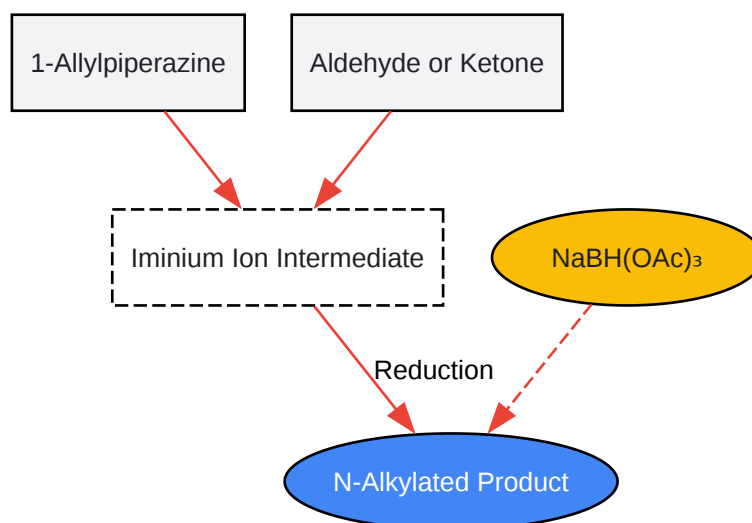 1-Allylpiperazine
Aldehyde or Ketone
Iminium Ion Intermediate
NaBH(OAc)₃
Reduction
N-Alkylated Product